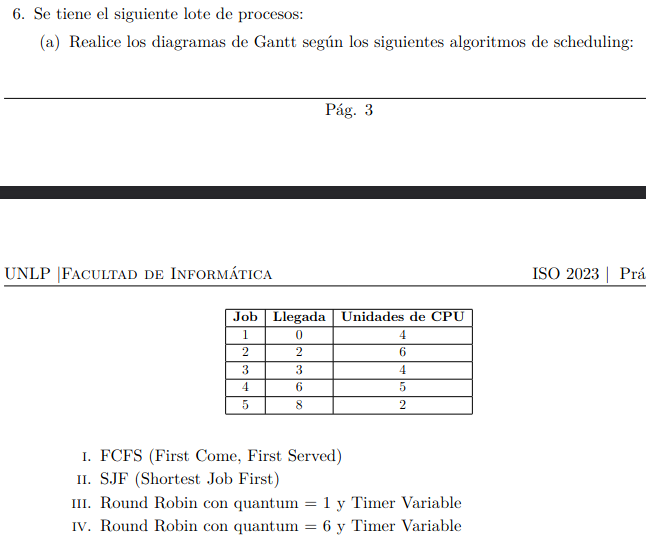 6. Se tiene el siguiente lote de procesos:
(a) Realice los diagramas de Gantt según los siguientes algoritmos de scheduling:
Pág. 3
UNLP |FACULTAD DE INFORMÁTICA ISO 2023 | Prá
Job Llegada Unidades de CPU
1 0 4
2 2 6
3 3 4
4 6 5
5 8 2
I. FCFS (First Come, First Served)
II. SJF (Shortest Job First)
III. Round Robin con quantum = 1 y Timer Variable
IV. Round Robin con quantum = 6 y Timer Variable